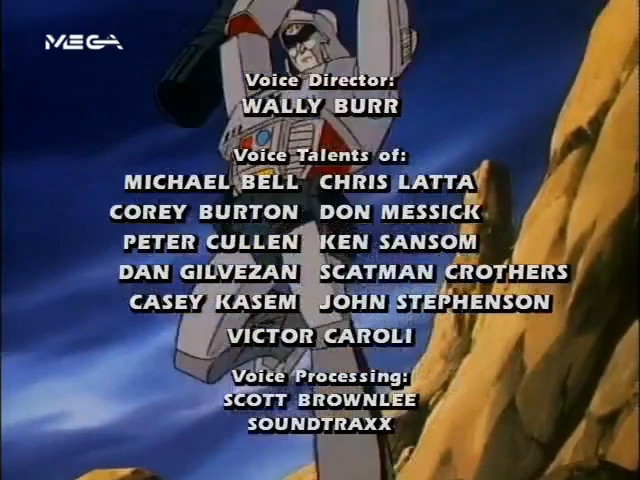 MEGA
Voice Director:
WALLY BURR
Voice Talents of:
MICHAEL BELL CHRIS LATTA
COREY BURTON DON MESSICK
PETER CULLEN KEN SANSOM
DAN GILVEZAN SCATMAN CROTHERS
CASEY KASEM JOHN STEPHENSON
VICTOR CAROLI
Voice Processing:
SCOTT BROWNLEE
SOUNDTRAXX